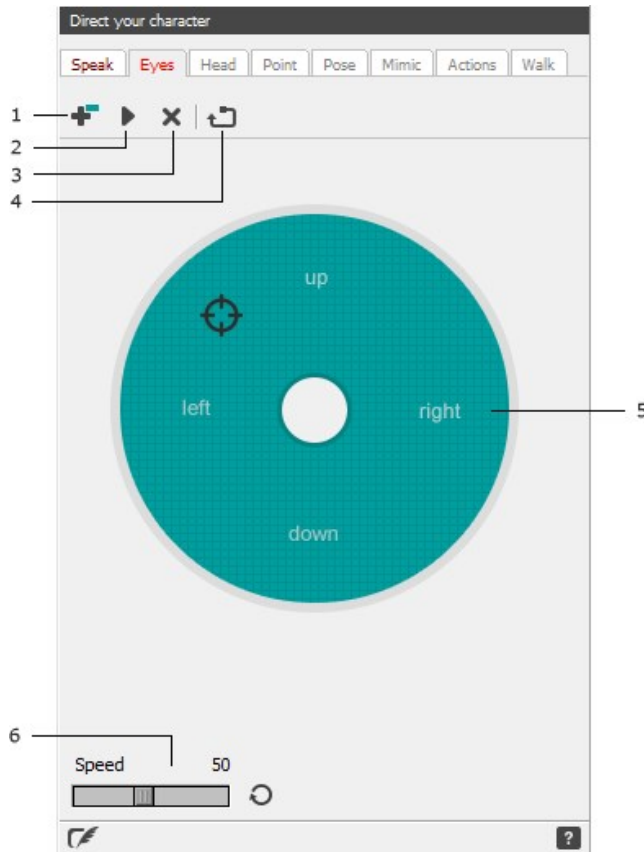 Direct your character
Speak Eyes Head Point Pose Mimic Actions Walk
1
2
3
4
up
left right
5
down
6
Speed 50
?